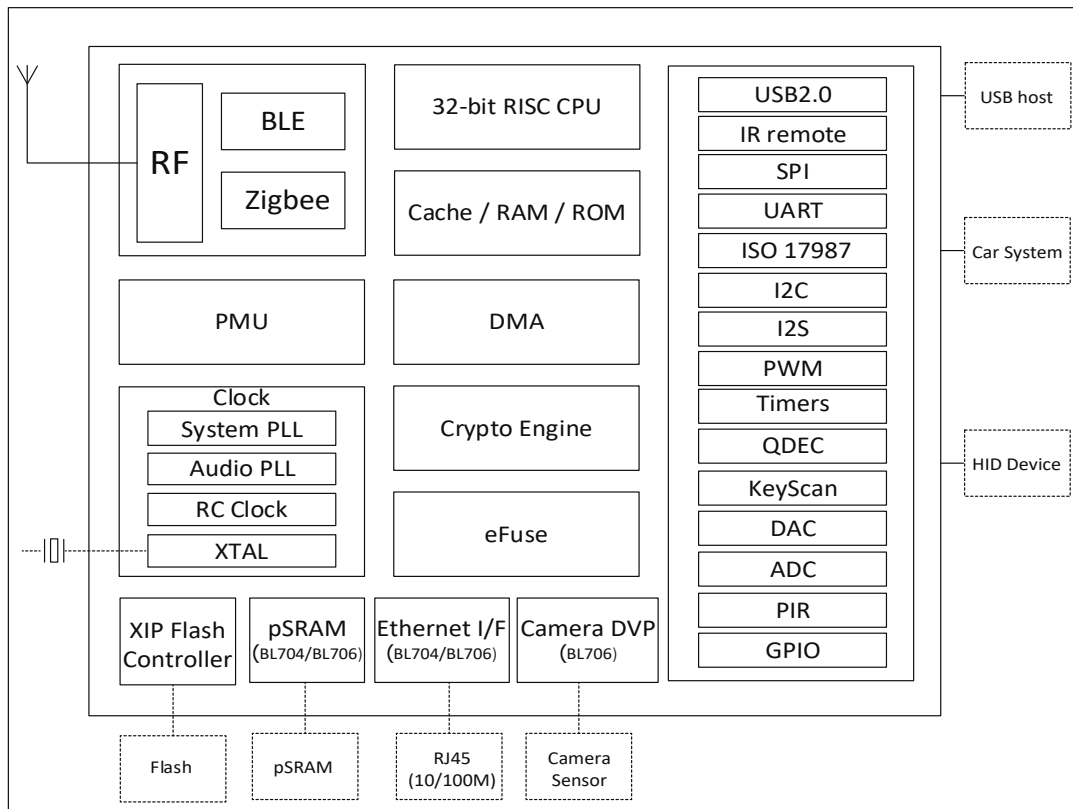 RF
BLE
Zigbee
32-bit RISC CPU
Cache / RAM / ROM
PMU
DMA
Clock
System PLL
Audio PLL
RC Clock
XTAL
Crypto Engine
eFuse
XIP Flash
Controller
pSRAM
(BL704/BL706)
Ethernet I/F
(BL704/BL706)
Camera DVP
(BL706)
USB2.0
IR remote
SPI
UART
ISO 17987
I2C
I2S
PWM
Timers
QDEC
KeyScan
DAC
ADC
PIR
GPIO
USB host
Car System
HID Device
Flash
pSRAM
RJ45
(10/100M)
Camera
Sensor